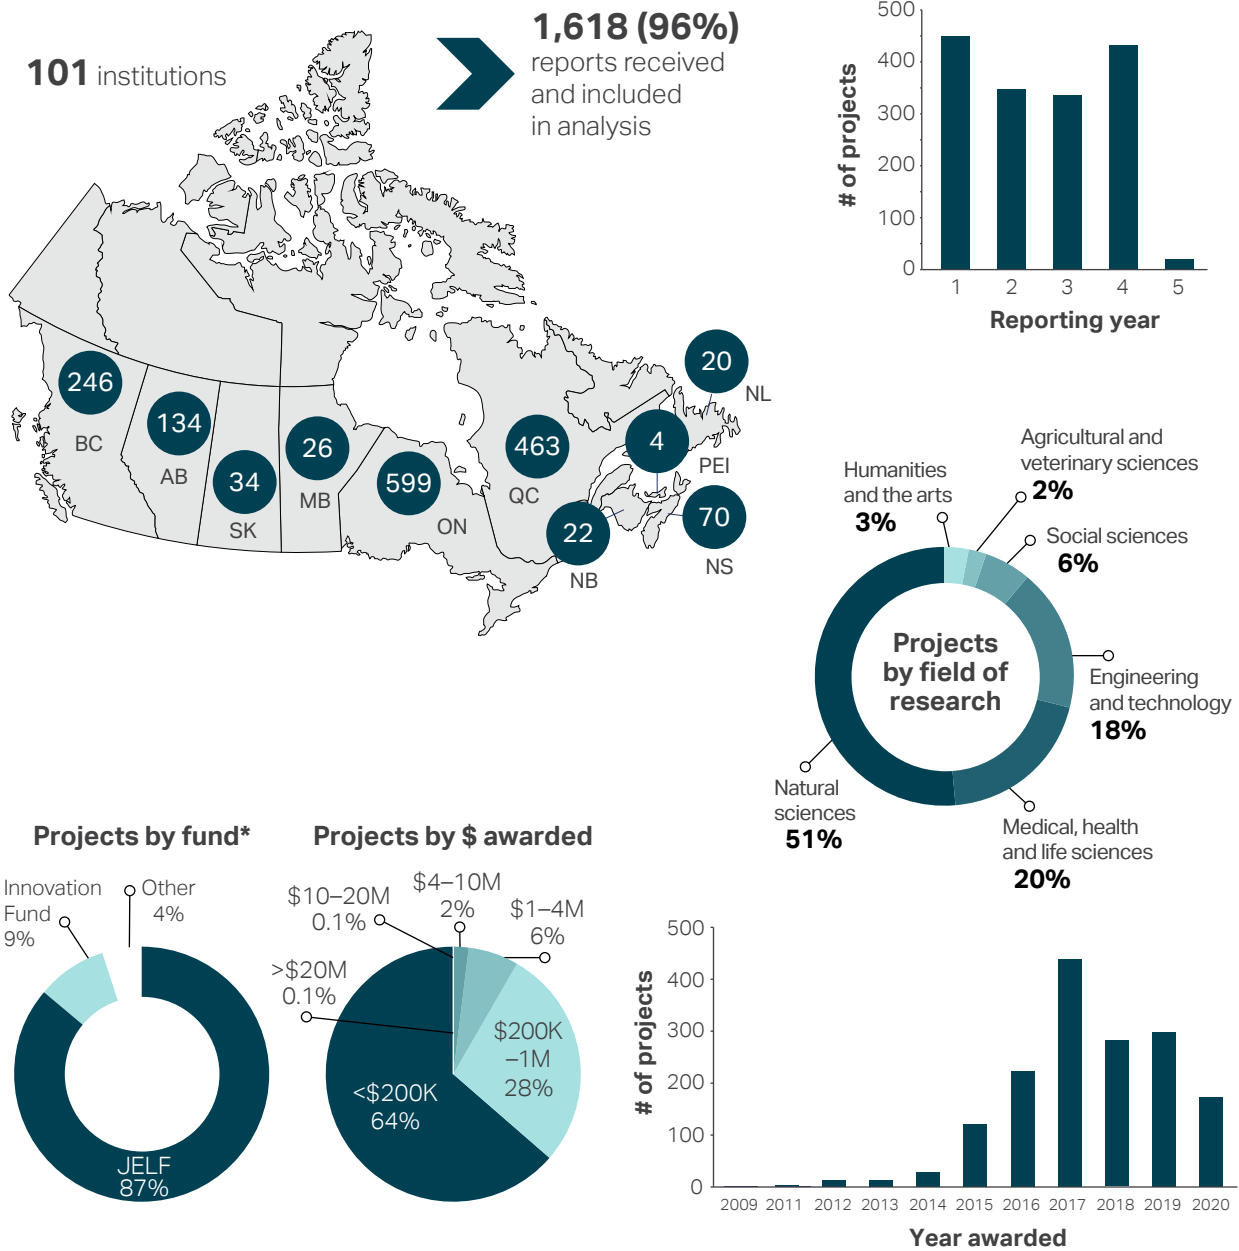 101 institutions
1,618 (96%)
reports received
and included
in analysis
246
BC
134
AB
34
SK
26
MB
599
ON
463
QC
20
NL
4
PEI
22
NB
70
NS
# of projects
500
400
300
200
100
0
1 2 3 4 5
Reporting year
Projects
by field of
research
Humanities
and the arts
3%
Agricultural and
veterinary sciences
2%
Social sciences
6%
Engineering
and technology
18%
Medical, health
and life sciences
20%
Natural
sciences
51%
Projects by fund*
Innovation
Fund
9%
Other
4%
JELF
87%
Projects by $ awarded
$10–20M
0.1%
$4–10M
2%
$1–4M
6%
>$20M
0.1%
$200K
–1M
28%
<$200K
64%
# of projects
500
400
300
200
100
0
2009 2011 2012 2013 2014 2015 2016 2017 2018 2019 2020
Year awarded